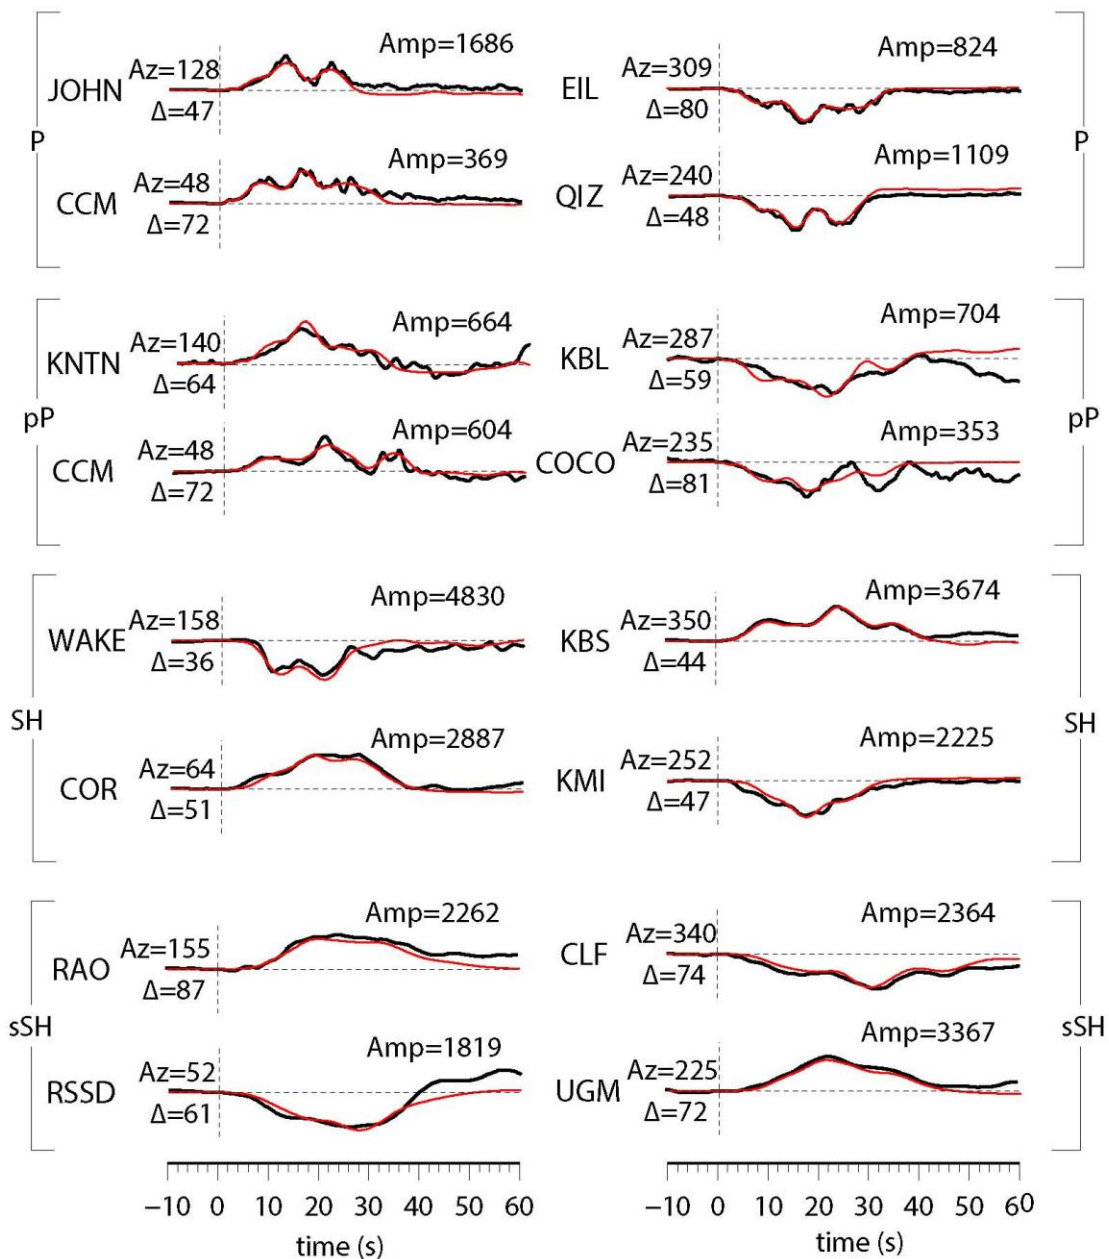 P
JOHN
Az=128
Δ=47
Amp=1686
CCM
Az=48
Δ=72
Amp=369
EIL
Az=309
Δ=80
Amp=824
QIZ
Az=240
Δ=48
Amp=1109
P
pP
KNTN
Az=140
Δ=64
Amp=664
CCM
Az=48
Δ=72
Amp=604
KBL
Az=287
Δ=59
Amp=704
COCO
Az=235
Δ=81
Amp=353
pP
SH
WAKE
Az=158
Δ=36
Amp=4830
COR
Az=64
Δ=51
Amp=2887
KBS
Az=350
Δ=44
Amp=3674
KMI
Az=252
Δ=47
Amp=2225
SH
sSH
RAO
Az=155
Δ=87
Amp=2262
RSSD
Az=52
Δ=61
Amp=1819
CLF
Az=340
Δ=74
Amp=2364
UGM
Az=225
Δ=72
Amp=3367
sSH
−10 0 10 20 30 40 50 60
time (s)
−10 0 10 20 30 40 50 60
time (s)